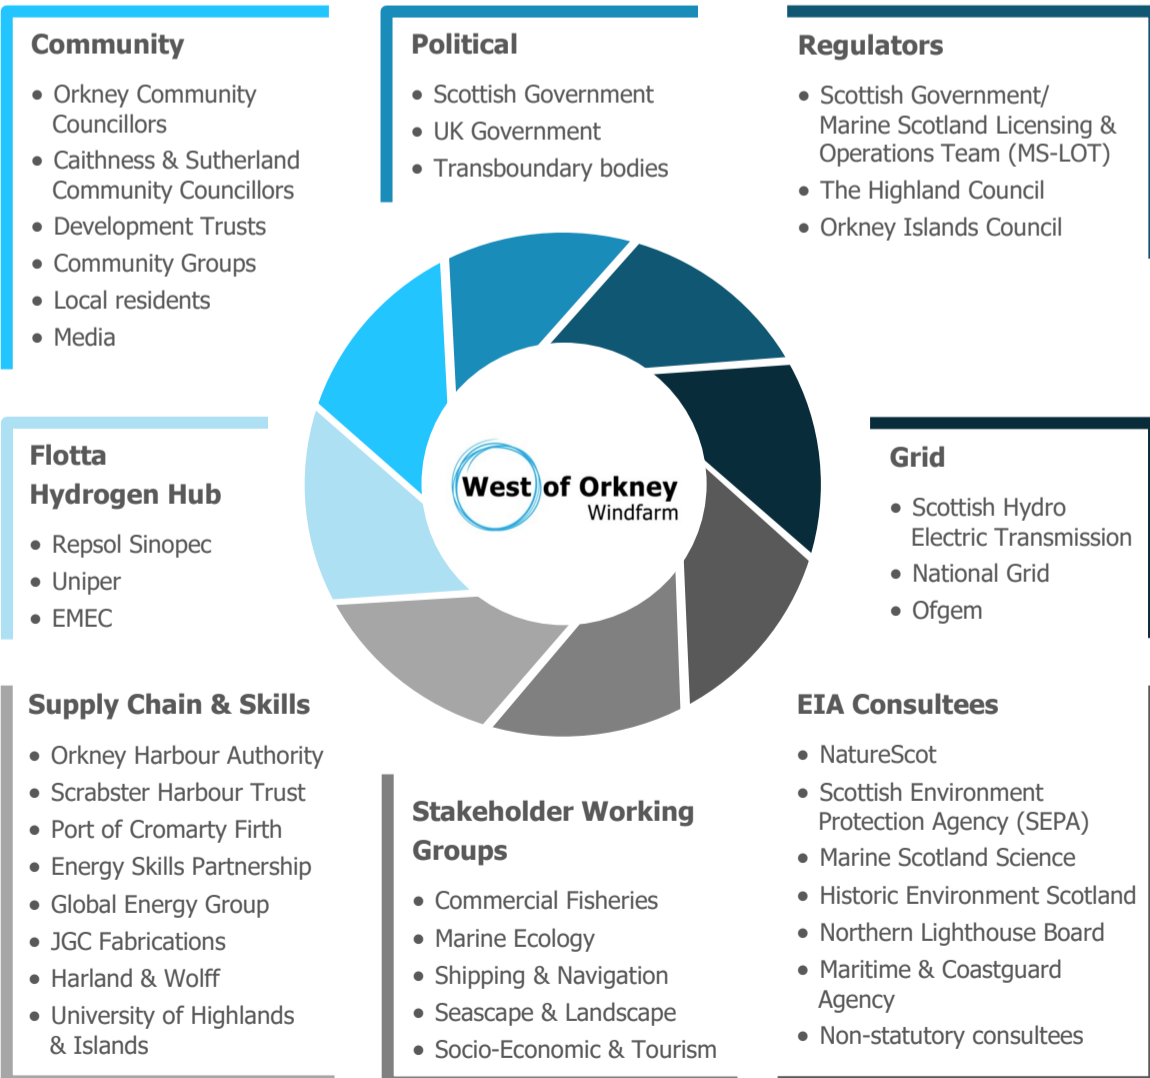 Community
• Orkney Community
Councillors
• Caithness & Sutherland
Community Councillors
• Development Trusts
• Community Groups
• Local residents
• Media
Political
• Scottish Government
• UK Government
• Transboundary bodies
Regulators
• Scottish Government/
Marine Scotland Licensing &
Operations Team (MS-LOT)
• The Highland Council
• Orkney Islands Council
Flotta
Hydrogen Hub
• Repsol Sinopec
• Uniper
• EMEC
West of Orkney
Windfarm
Grid
• Scottish Hydro
Electric Transmission
• National Grid
• Ofgem
Supply Chain & Skills
• Orkney Harbour Authority
• Scrabster Harbour Trust
• Port of Cromarty Firth
• Energy Skills Partnership
• Global Energy Group
• JGC Fabrications
• Harland & Wolff
• University of Highlands
& Islands
Stakeholder Working
Groups
• Commercial Fisheries
• Marine Ecology
• Shipping & Navigation
• Seascape & Landscape
• Socio-Economic & Tourism
EIA Consultees
• NatureScot
• Scottish Environment
Protection Agency (SEPA)
• Marine Scotland Science
• Historic Environment Scotland
• Northern Lighthouse Board
• Maritime & Coastguard
Agency
• Non-statutory consultees